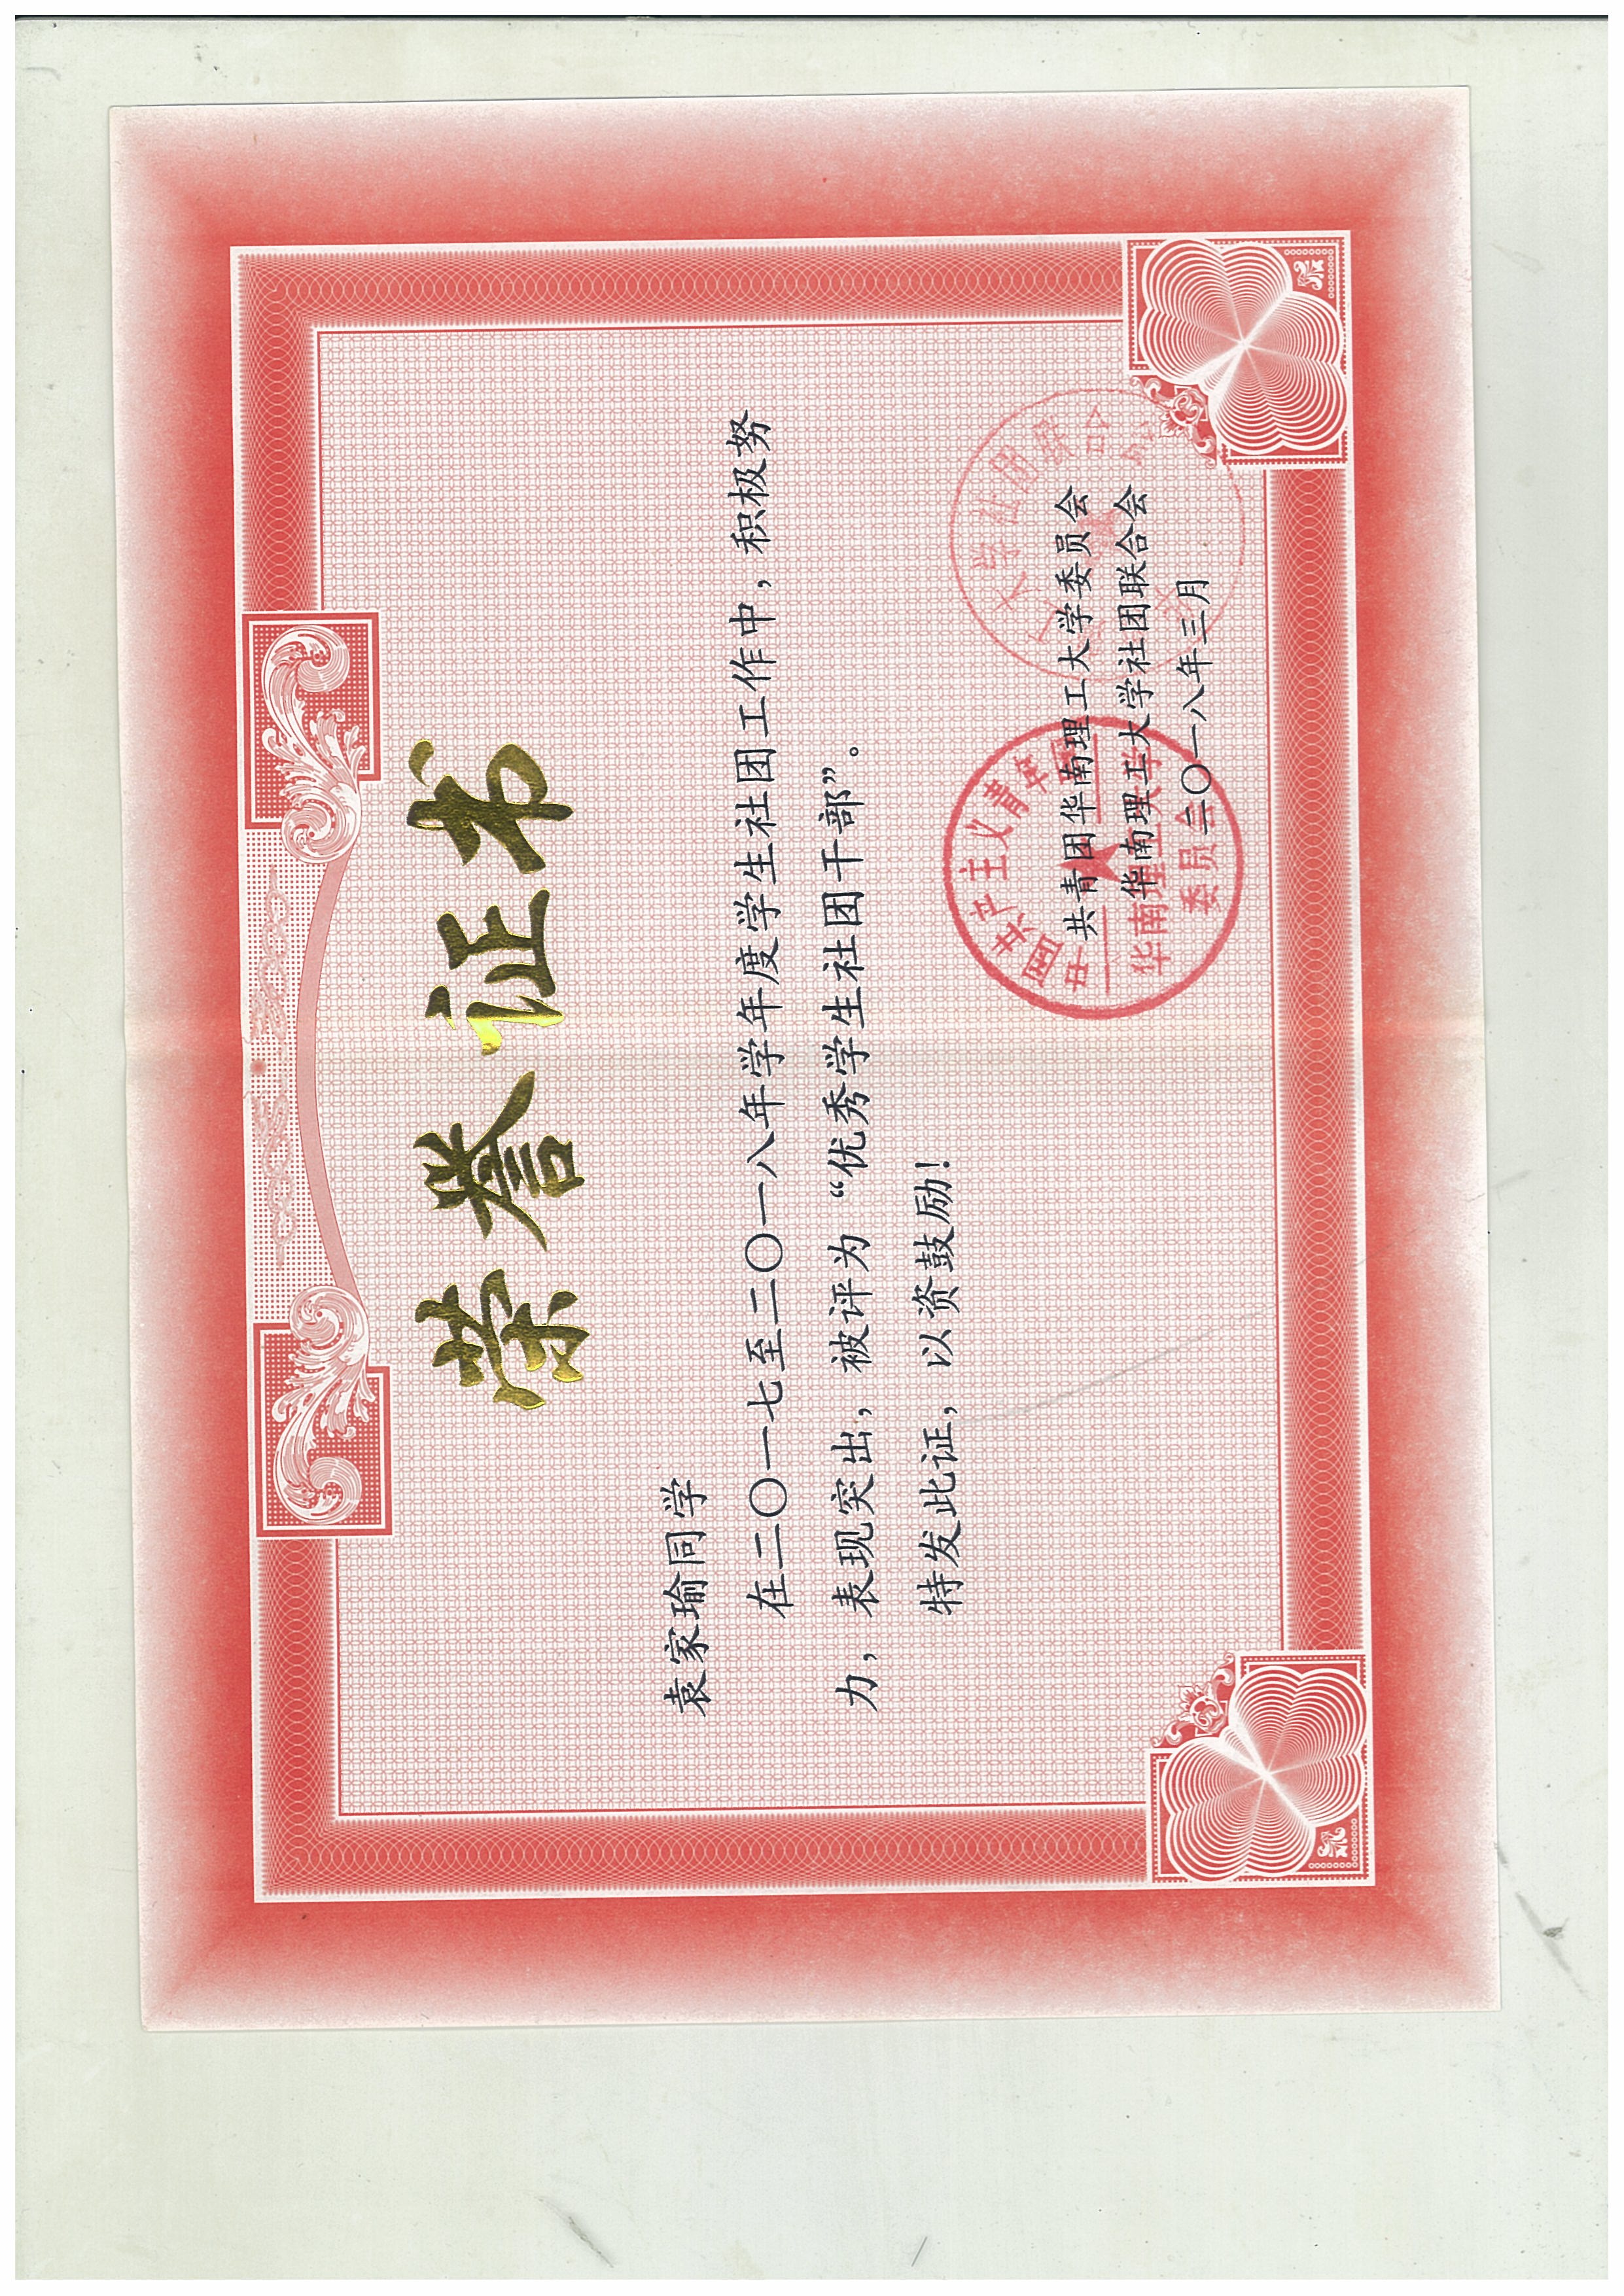 荣誉证书
袁家瑜同学
在二〇一七至二〇一八年学年度学生社团工作中，积极努
力，表现突出，被评为“优秀学生社团干部”。
特发此证，以资鼓励！
共青团华南理工大学委员会
华南理工大学社团联合会
二〇一八年三月
中国共产主义青年团
华南理工大学
委员会
工大学社团联合会